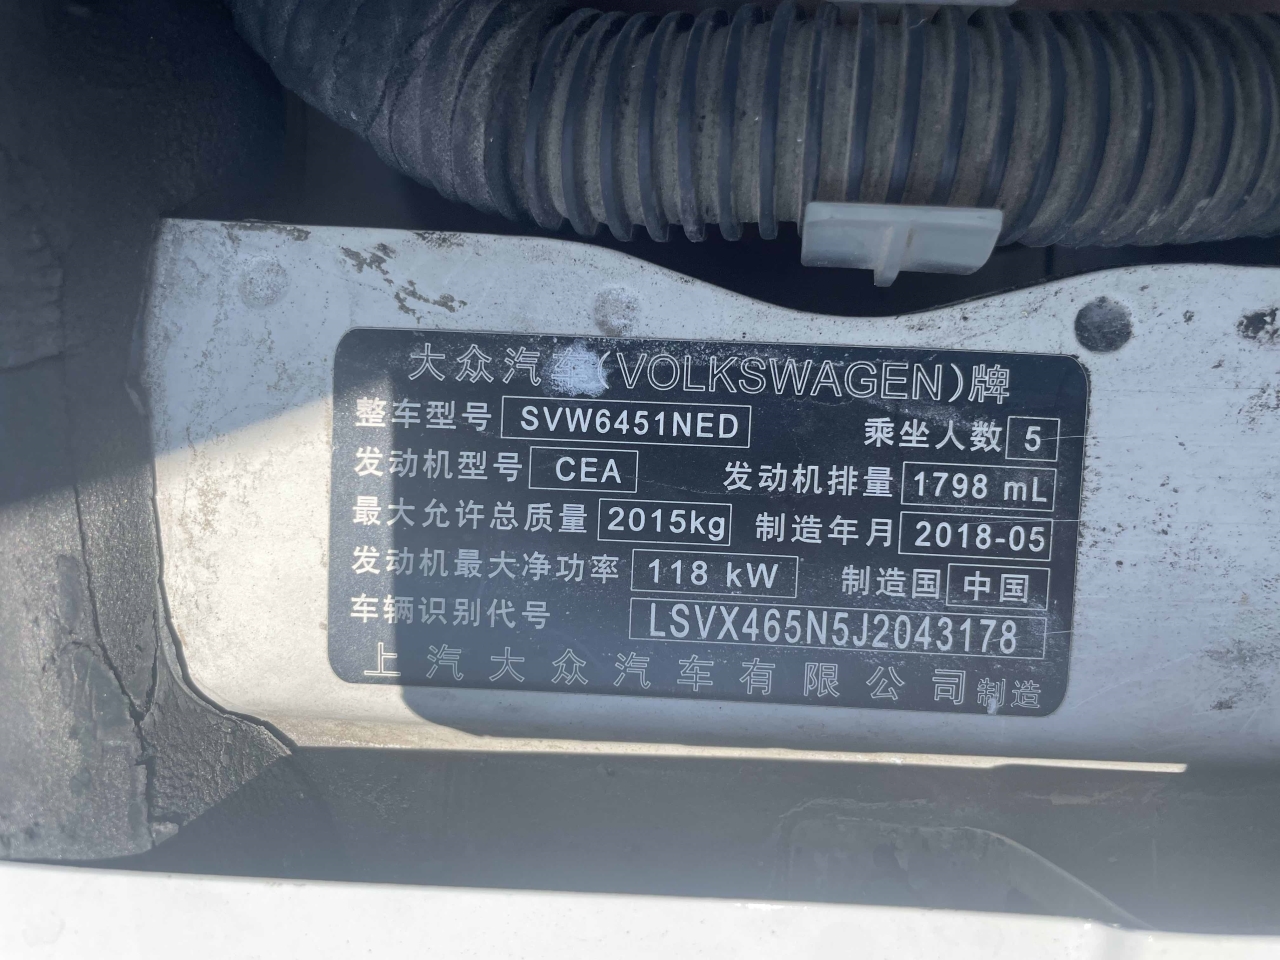 大众汽车(VOLKSWAGEN)牌
整车型号 SVW6451NED 乘坐人数 5
发动机型号 CEA 发动机排量 1798 mL
最大允许总质量 2015kg 制造年月 2018-05
发动机最大净功率 118 kW 制造国 中国
车辆识别代号 LSVX465N5J2043178
上汽大众汽车有限公司制造